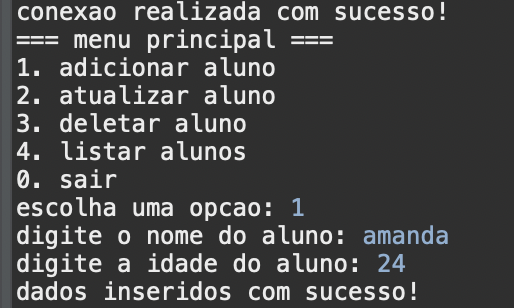 conexao realizada com sucesso!
=== menu principal ===
1. adicionar aluno
2. atualizar aluno
3. deletar aluno
4. listar alunos
0. sair
escolha uma opcao: 1
digite o nome do aluno: amanda
digite a idade do aluno: 24
dados inseridos com sucesso!